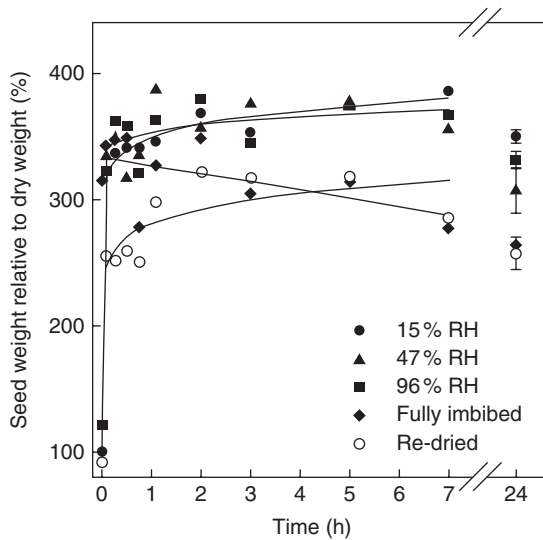 Seed weight relative to dry weight (%)
400
300
200
100
15% RH
47% RH
96% RH
Fully imbibed
Re-dried
0 1 2 3 4 5 6 7 24
Time (h)